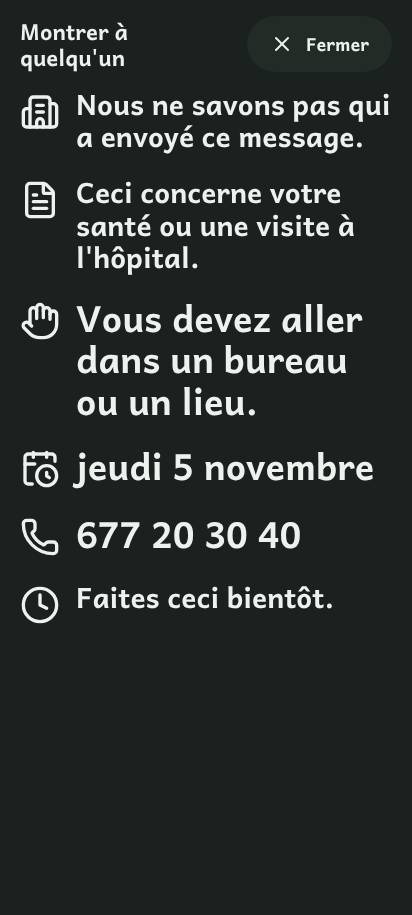 Montrer à
quelqu'un
Fermer
Nous ne savons pas qui
a envoyé ce message.
Ceci concerne votre
santé ou une visite à
l'hôpital.
Vous devez aller
dans un bureau
ou un lieu.
jeudi 5 novembre
677 20 30 40
Faites ceci bientôt.